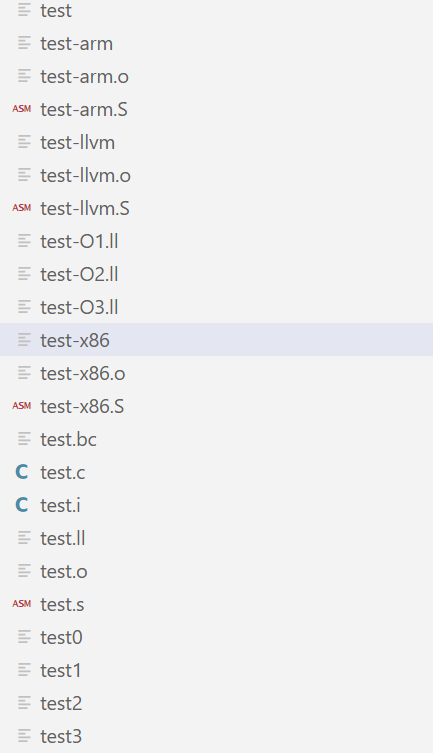 test
test-arm
test-arm.o
ASM test-arm.S
test-llvm
test-llvm.o
ASM test-llvm.S
test-O1.ll
test-O2.ll
test-O3.ll
test-x86
test-x86.o
ASM test-x86.S
test.bc
C test.c
C test.i
test.ll
test.o
ASM test.s
test0
test1
test2
test3